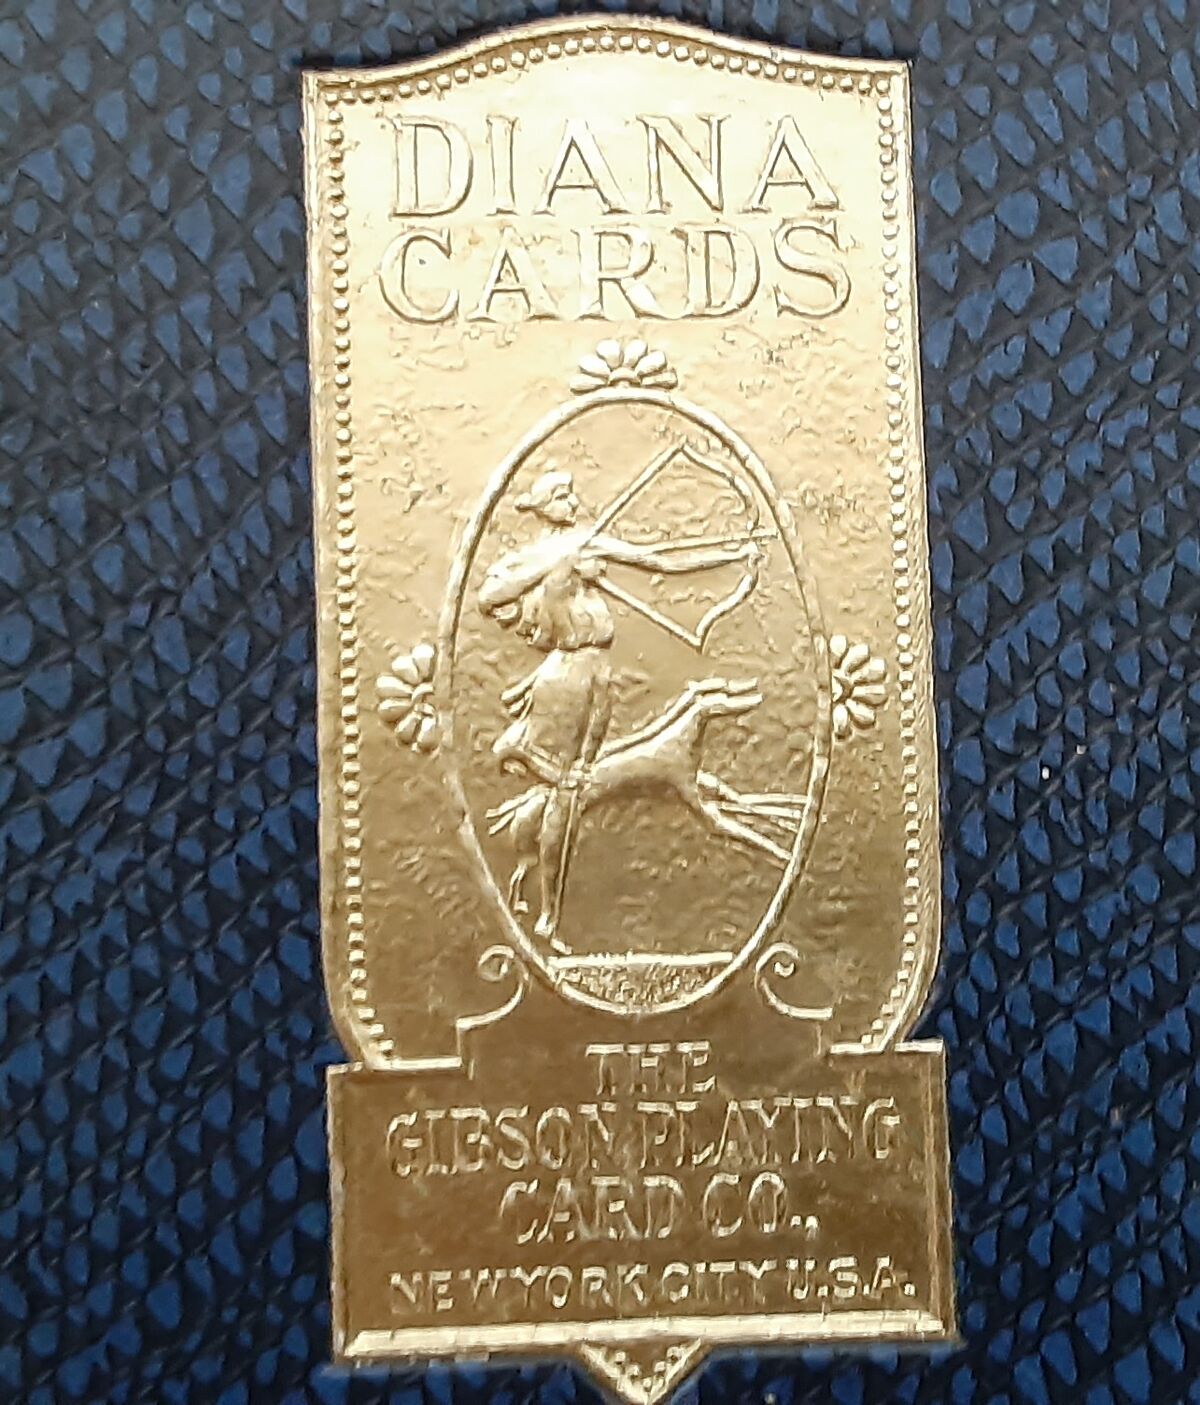 DIANA
CARDS
THE
GIBSON PLAYING
CARD CO.,
NEW YORK CITY U.S.A.